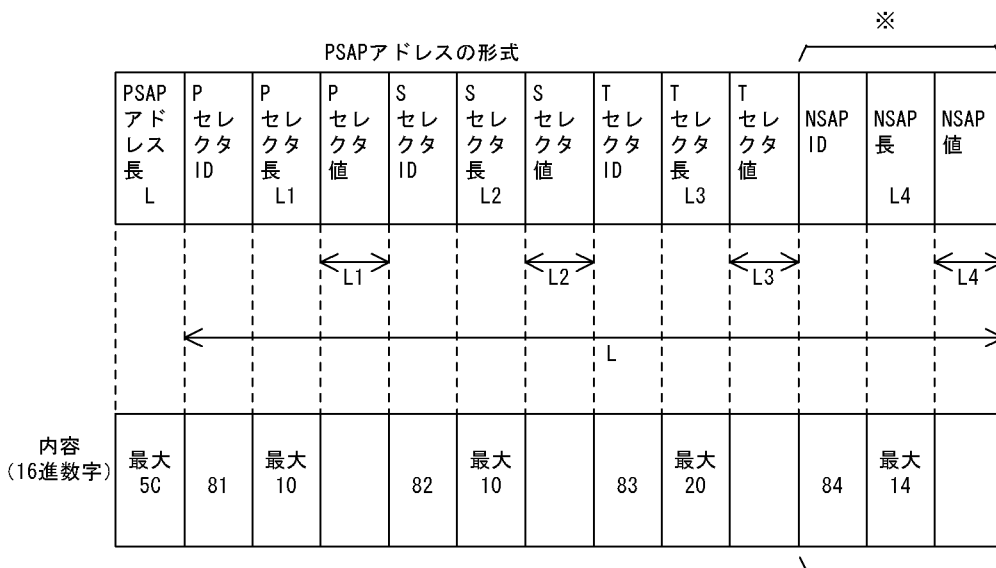 ※
PSAPアドレスの形式
PSAP
アド
レス
長
L
P
セレ
クタ
ID
P
セレ
クタ
長
L1
P
セレ
クタ
値
S
セレ
クタ
ID
S
セレ
クタ
長
L2
S
セレ
クタ
値
T
セレ
クタ
ID
T
セレ
クタ
長
L3
T
セレ
クタ
値
NSAP
ID
NSAP
長
L4
NSAP
値
L1
L2
L3
L4
L
内容
(16進数字)
最大
5C
81
最大
10
82
最大
10
83
最大
20
84
最大
14